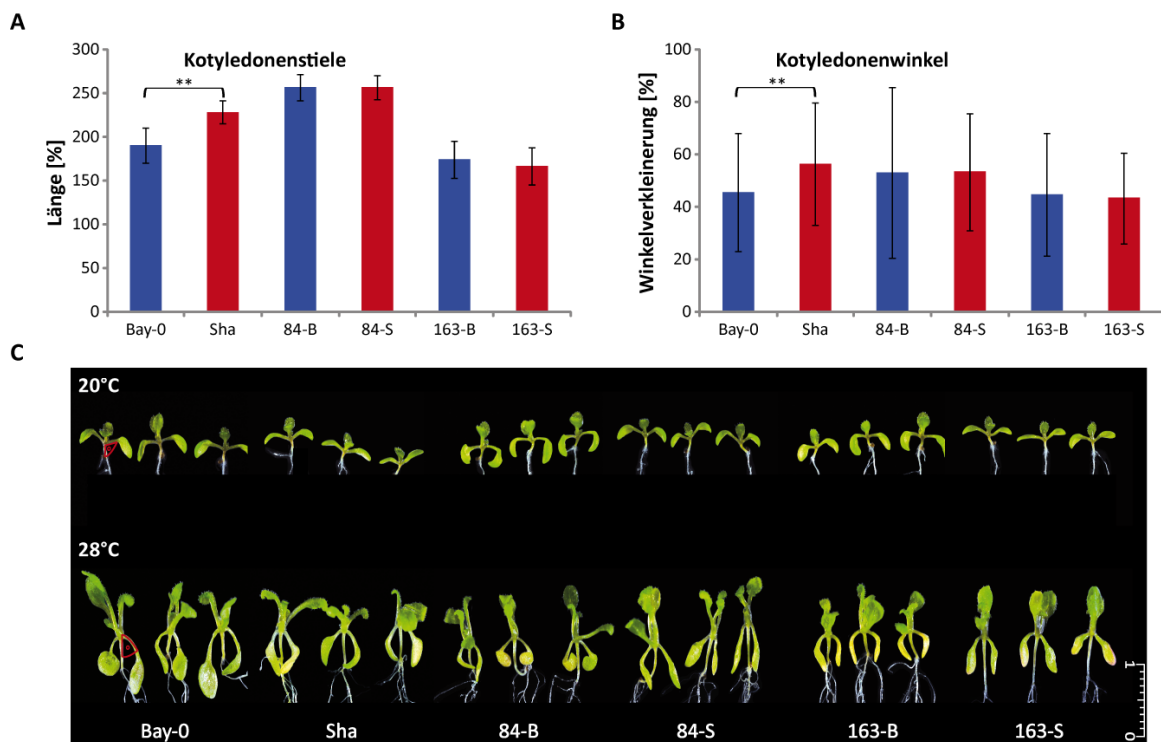 A
Kotyledonenstiele
Länge [%]
300
250
200
150
100
50
0
**
Bay-0 Sha 84-B 84-S 163-B 163-S
B
Kotyledonenwinkel
Winkelverkleinerung [%]
100
80
60
40
20
0
**
Bay-0 Sha 84-B 84-S 163-B 163-S
C
20°C
28°C
1
0
Bay-0 Sha 84-B 84-S 163-B 163-S